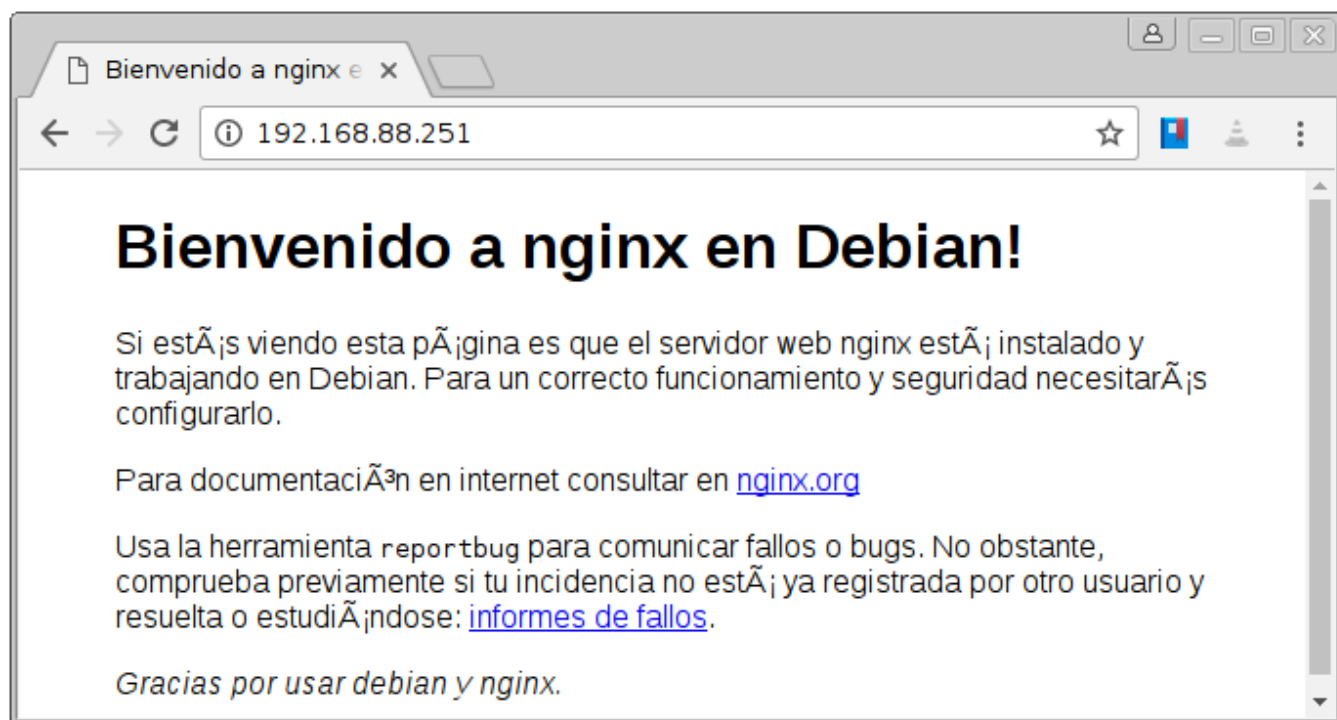 Bienvenido a nginx e
192.168.88.251
Bienvenido a nginx en Debian!
Si estÃ¡s viendo esta pÃ¡gina es que el servidor web nginx estÃ¡ instalado y
trabajando en Debian. Para un correcto funcionamiento y seguridad necesitarÃ¡s
configurarlo.
Para documentaciÃ³n en internet consultar en nginx.org
Usa la herramienta reportbug para comunicar fallos o bugs. No obstante,
comprueba previamente si tu incidencia no estÃ¡ ya registrada por otro usuario y
resuelta o estudiÃ¡ndose: informes de fallos.
Gracias por usar debian y nginx.